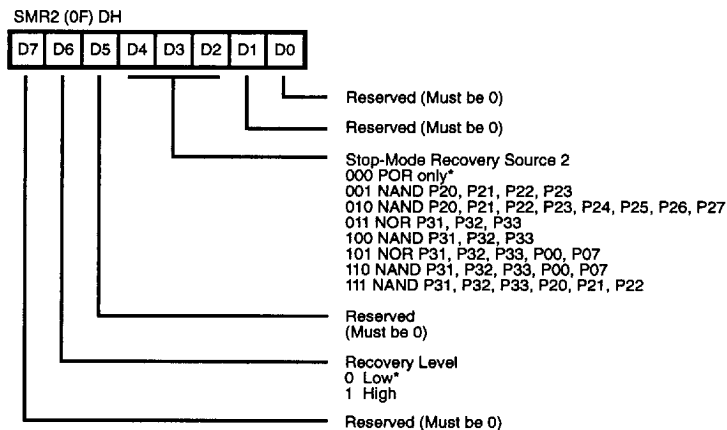 SMR2 (0F) DH
D7 D6 D5 D4 D3 D2 D1 D0
Reserved (Must be 0)
Reserved (Must be 0)
Stop-Mode Recovery Source 2
000 POR only*
001 NAND P20, P21, P22, P23
010 NAND P20, P21, P22, P23, P24, P25, P26, P27
011 NOR P31, P32, P33
100 NAND P31, P32, P33
101 NOR P31, P32, P33, P00, P07
110 NAND P31, P32, P33, P00, P07
111 NAND P31, P32, P33, P20, P21, P22
Reserved
(Must be 0)
Recovery Level
0 Low*
1 High
Reserved (Must be 0)